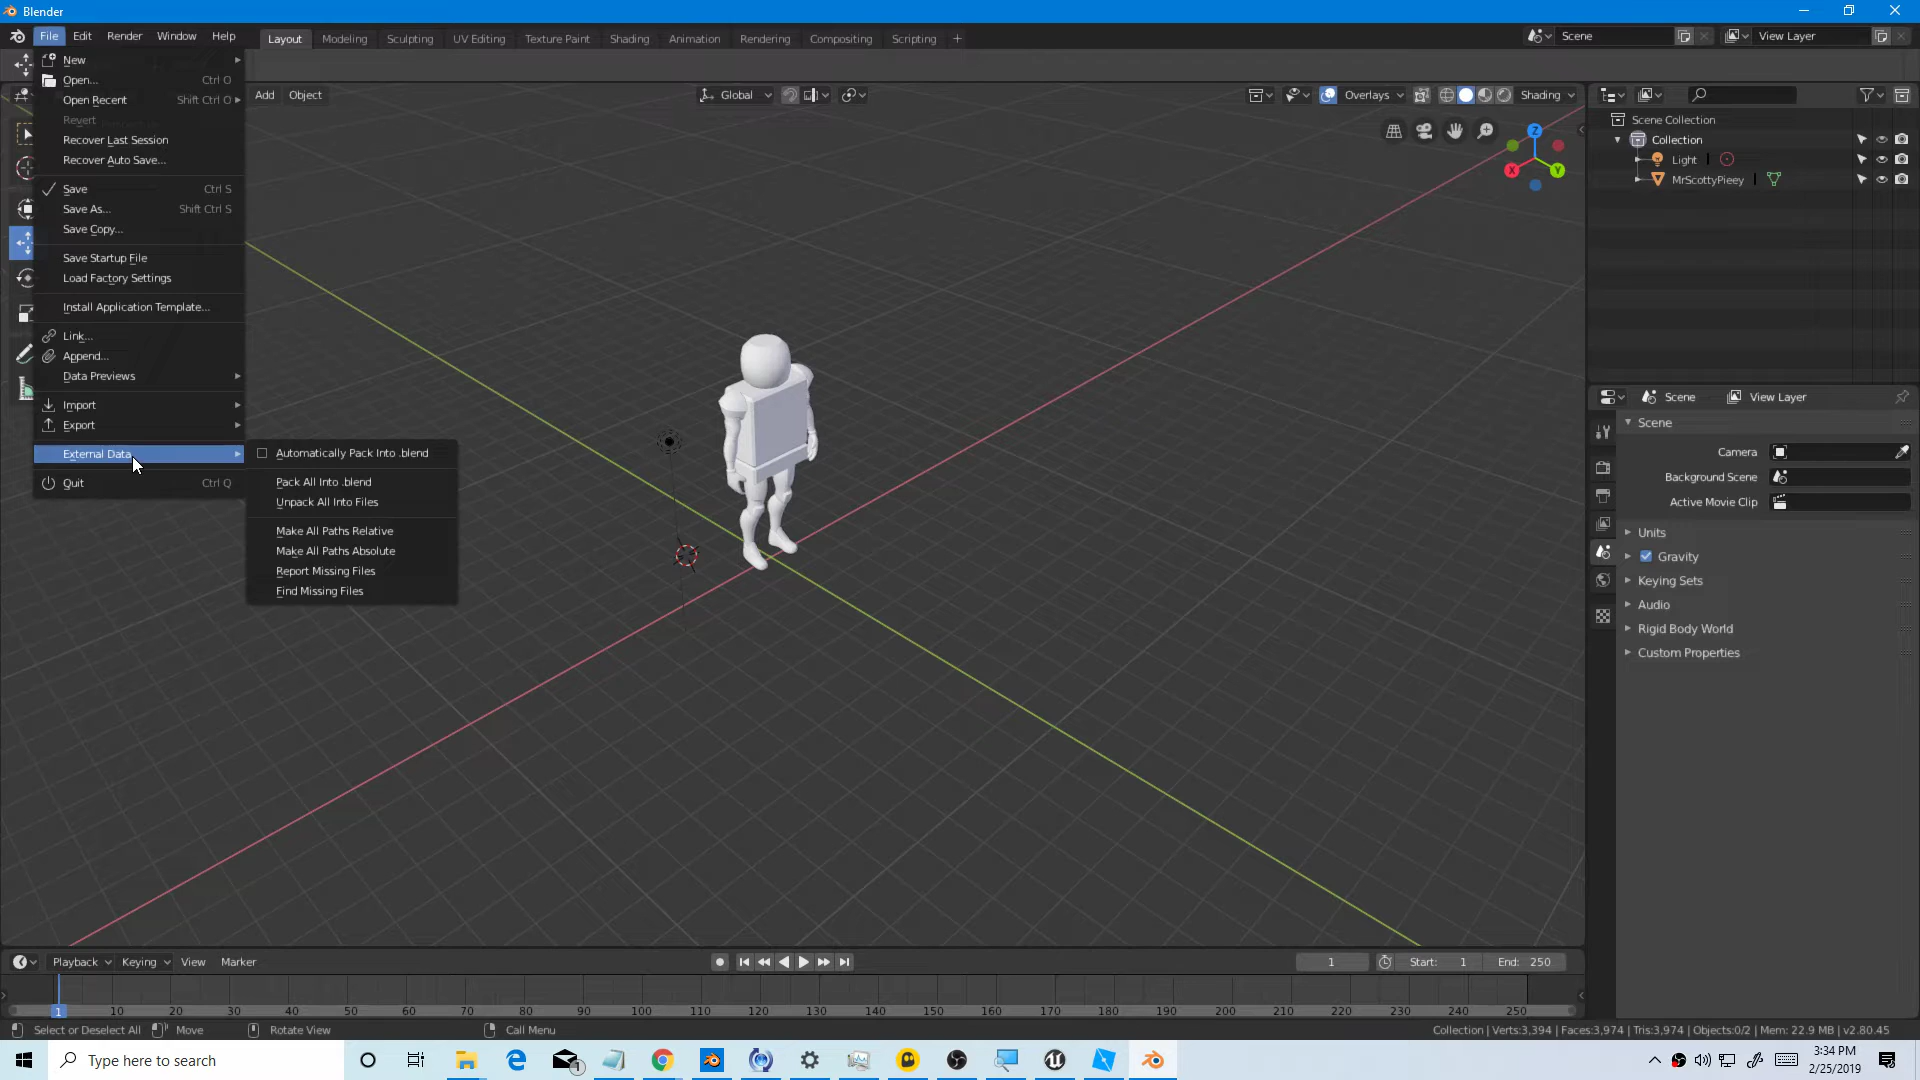 Blender
File Edit Render Window Help
Layout Modeling Sculpting UV Editing Texture Paint Shading Animation Rendering Compositing Scripting +
Scene
View Layer
New
Open... Ctrl O
Open Recent Shift Ctrl O
Revert
Recover Last Session
Recover Auto Save...
Save Ctrl S
Save As... Shift Ctrl S
Save Copy...
Save Startup File
Load Factory Settings
Install Application Template...
Link...
Append...
Data Previews
Import
Export
External Data
Quit Ctrl Q
Automatically Pack Into .blend
Pack All Into .blend
Unpack All Into Files
Make All Paths Relative
Make All Paths Absolute
Report Missing Files
Find Missing Files
Add Object
Global
Overlays
Shading
Z
X
Y
Scene Collection
Collection
Light
MrScottyPieey
Scene View Layer
Scene
Camera
Background Scene
Active Movie Clip
Units
Gravity
Keying Sets
Audio
Rigid Body World
Custom Properties
Playback Keying View Marker
1
Start: 1
End: 250
1 10 20 30 40 50 60 70 80 90 100 110 120 130 140 150 160 170 180 190 200 210 220 230 240 250
Select or Deselect All Move Rotate View Call Menu
Collection | Verts:3,394 | Faces:3,974 | Tris:3,974 | Objects:0/2 | Mem: 22.9 MB | v2.80.45
Type here to search
1
3:34 PM
2/25/2019